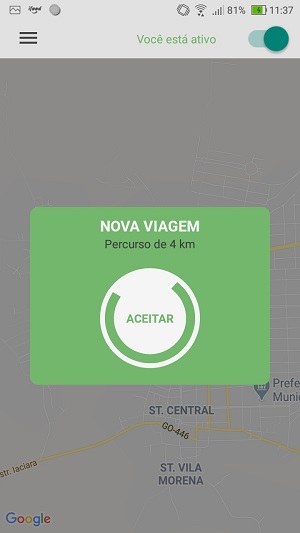 ifood 81% 11:37
Você está ativo
NOVA VIAGEM
Percurso de 4 km
ACEITAR
Prefe
Munic
ST. CENTRAL
GO-446
str. Iaciara
ST. VILA
MORENA
Google